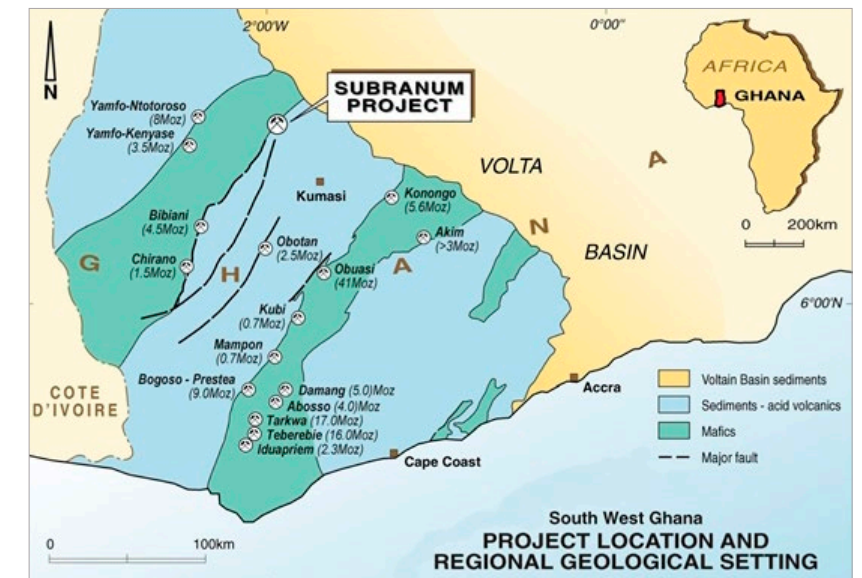 2°00'W
0°00'
N
SUBRANUM
PROJECT
AFRICA
GHANA
0 200km
Yamfo-Ntotoroso
(8Moz)
Yamfo-Kenyase
(3.5Moz)
VOLTA
BASIN
Kumasi
Konongo
(5.6Moz)
Akim
(>3Moz)
Bibiani
(4.5Moz)
Chirano
(1.5Moz)
Obotan
(2.5Moz)
Obuasi
(41Moz)
G
H
A
N
A
6°00'N
Kubi
(0.7Moz)
Mampon
(0.7Moz)
Bogoso - Prestea
(9.0Moz)
Damang (5.0)Moz
Abosso (4.0)Moz
Tarkwa (17.0Moz)
Teberebie (16.0Moz)
Iduapriem (2.3Moz)
COTE
D'IVOIRE
Accra
Cape Coast
Voltain Basin sediments
Sediments - acid volcanics
Mafics
Major fault
0 100km
South West Ghana
PROJECT LOCATION AND
REGIONAL GEOLOGICAL SETTING